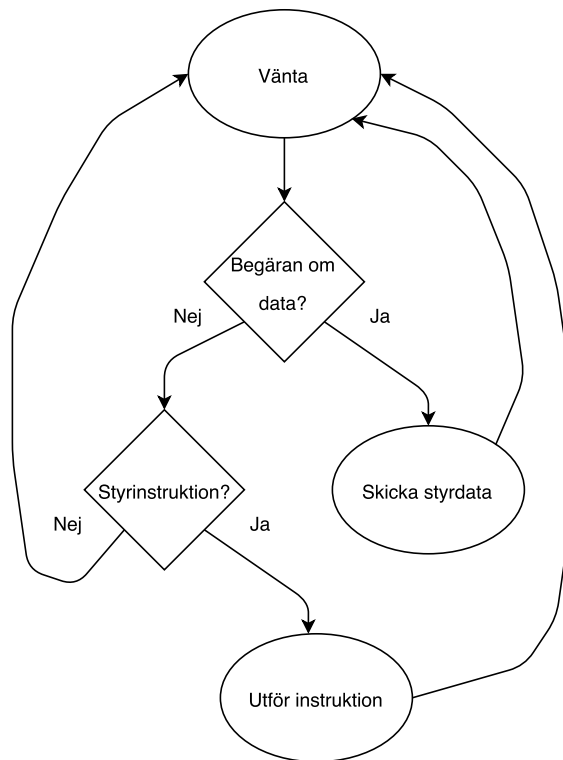 Vänta
Begäran om
data?
Nej
Ja
Styrinstruktion?
Skicka styrdata
Nej
Ja
Utför instruktion